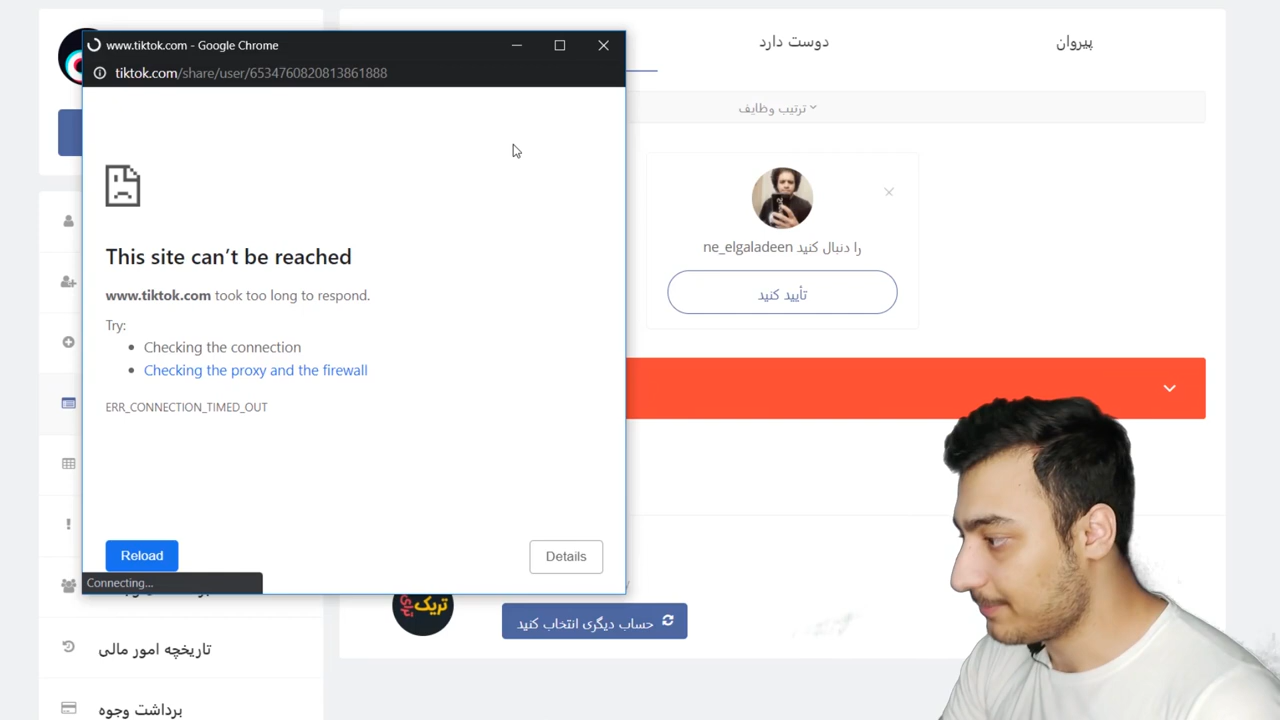 www.tiktok.com - Google Chrome
tiktok.com/share/user/6534760820813861888
This site can't be reached
www.tiktok.com took too long to respond.
Try:
Checking the connection
Checking the proxy and the firewall
ERR_CONNECTION_TIMED_OUT
Reload
Details
Connecting...
پیروان
دوست دارد
ترتیب وظایف
ne_elgaladeen را دنبال کنید
تأیید کنید
تریک
حساب دیگری انتخاب کنید
تاریخچه امور مالی
برداشت وجوه